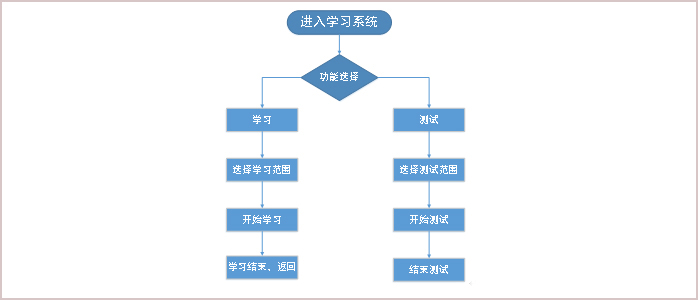 进入学习系统
功能选择
学习
测试
选择学习范围
选择测试范围
开始学习
开始测试
学习结束、返回
结束测试